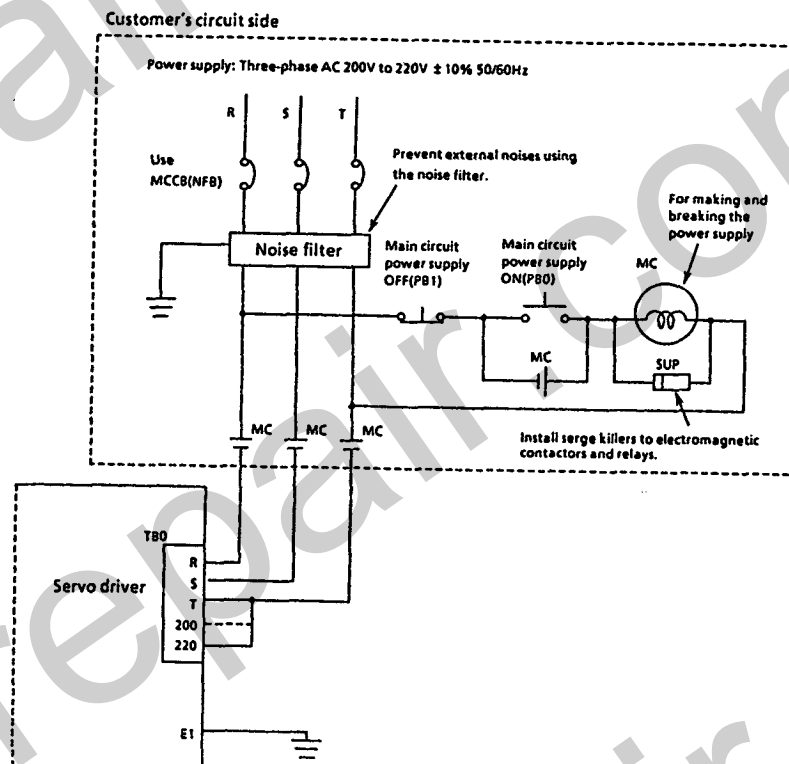 Customer's circuit side
Power supply: Three-phase AC 200V to 220V ± 10% 50/60Hz
R S T
Use
MCCB(NFB)
Prevent external noises using
the noise filter.
For making and
breaking the
power supply
Noise filter
Main circuit
power supply
OFF(PB1)
Main circuit
power supply
ON(PB0)
MC
MC
SUP
Install serge killers to electromagnetic
contactors and relays.
MC MC MC
TB0
Servo driver
R
S
T
200
220
E1
repair.com